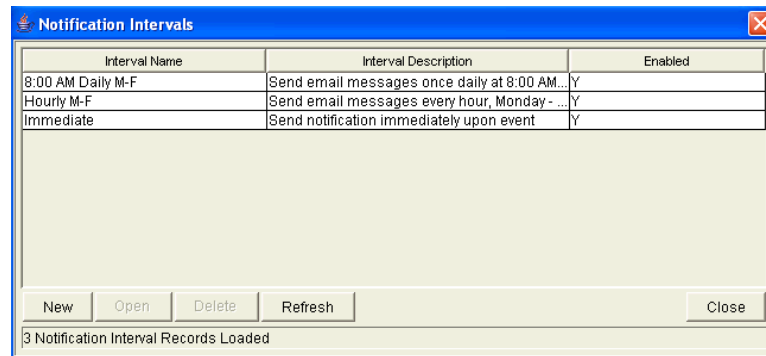 Notification Intervals
Interval Name Interval Description Enabled
8:00 AM Daily M-F Send email messages once daily at 8:00 AM... Y
Hourly M-F Send email messages every hour, Monday - ... Y
Immediate Send notification immediately upon event Y
New Open Delete Refresh Close
3 Notification Interval Records Loaded